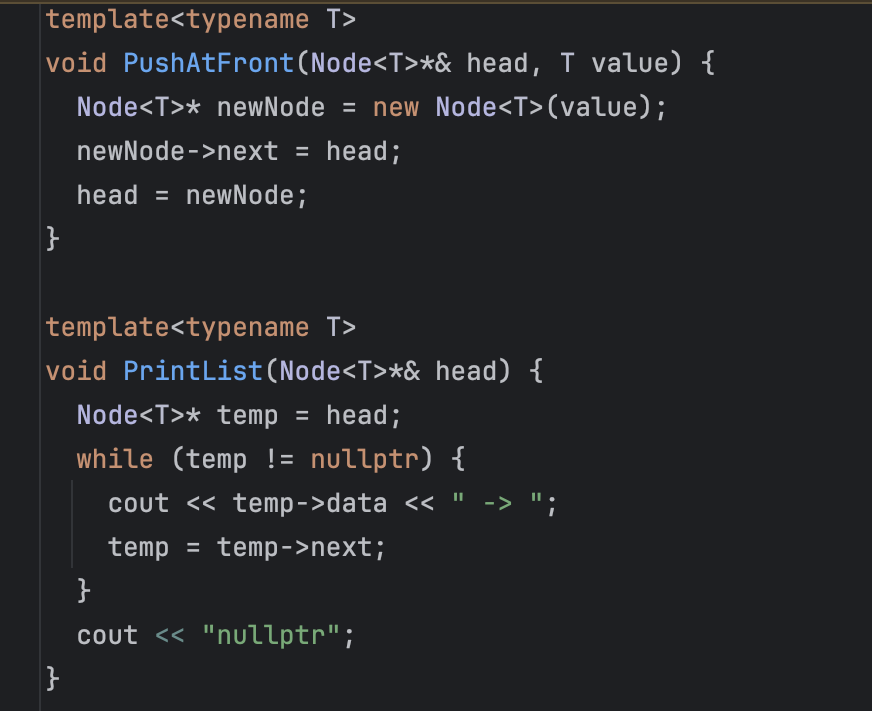 template<typename T>
void PushAtFront(Node<T>*& head, T value) {
  Node<T>* newNode = new Node<T>(value);
  newNode->next = head;
  head = newNode;
}

template<typename T>
void PrintList(Node<T>*& head) {
  Node<T>* temp = head;
  while (temp != nullptr) {
    cout << temp->data << " -> ";
    temp = temp->next;
  }
  cout << "nullptr";
}